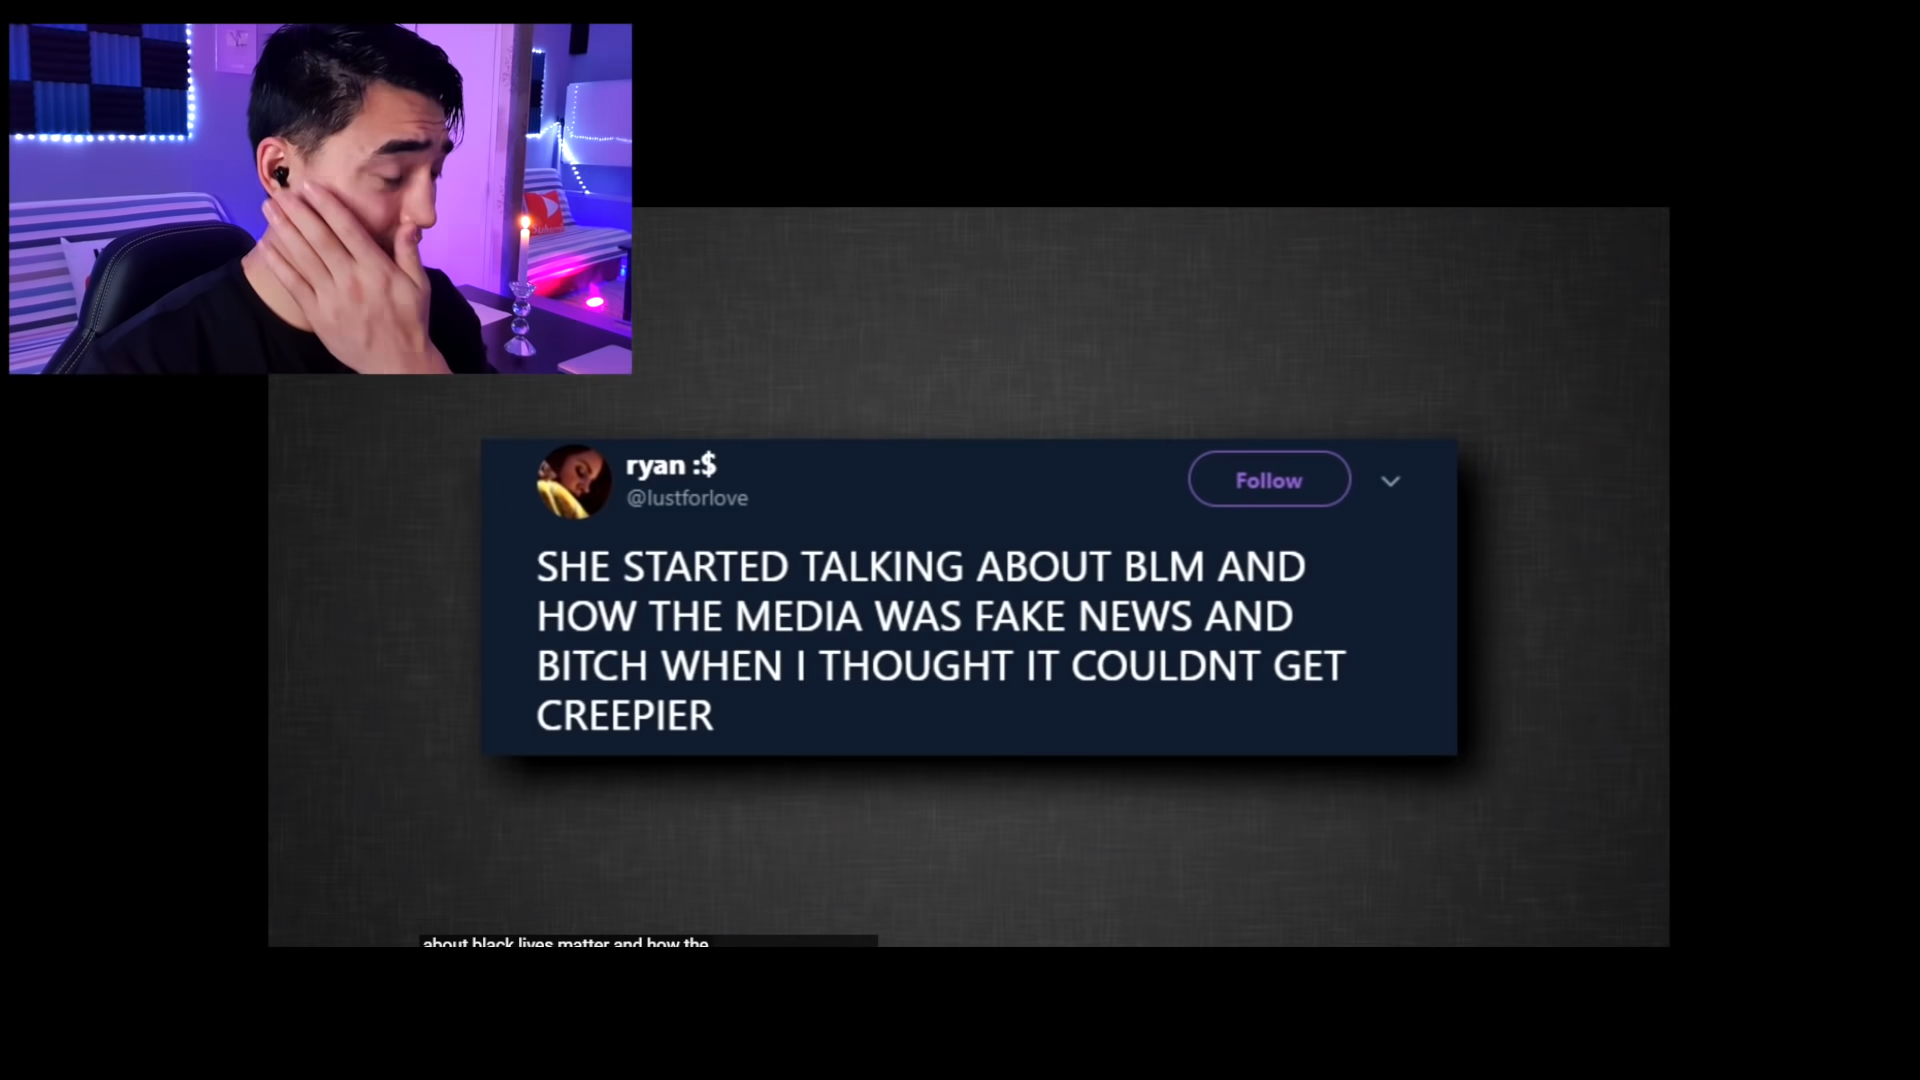 ryan :$
@lustforlove
Follow
SHE STARTED TALKING ABOUT BLM AND
HOW THE MEDIA WAS FAKE NEWS AND
BITCH WHEN I THOUGHT IT COULDNT GET
CREEPIER
about black lives matter and how the